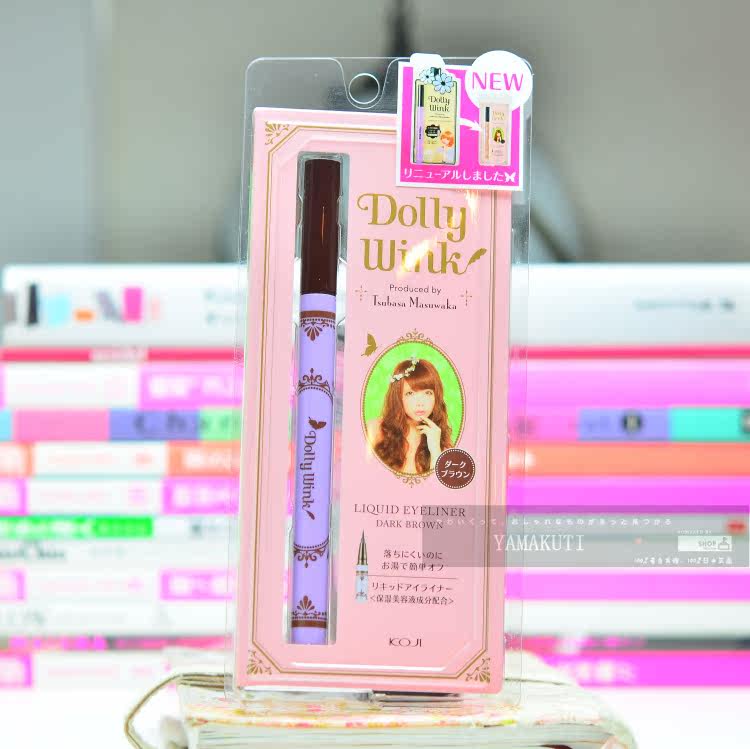 NEW
Dolly
Wink
リニューアルしました
Dolly
Wink
Produced by
Tsubasa Masuwaka
Dolly Wink
ダーク
ブラウン
LIQUID EYELINER
DARK BROWN
落ちにくいのに
お湯で簡単オフ
リキッドアイライナー
<保湿美容液成分配合>
KOJI
YAMAKUTI
SHOP